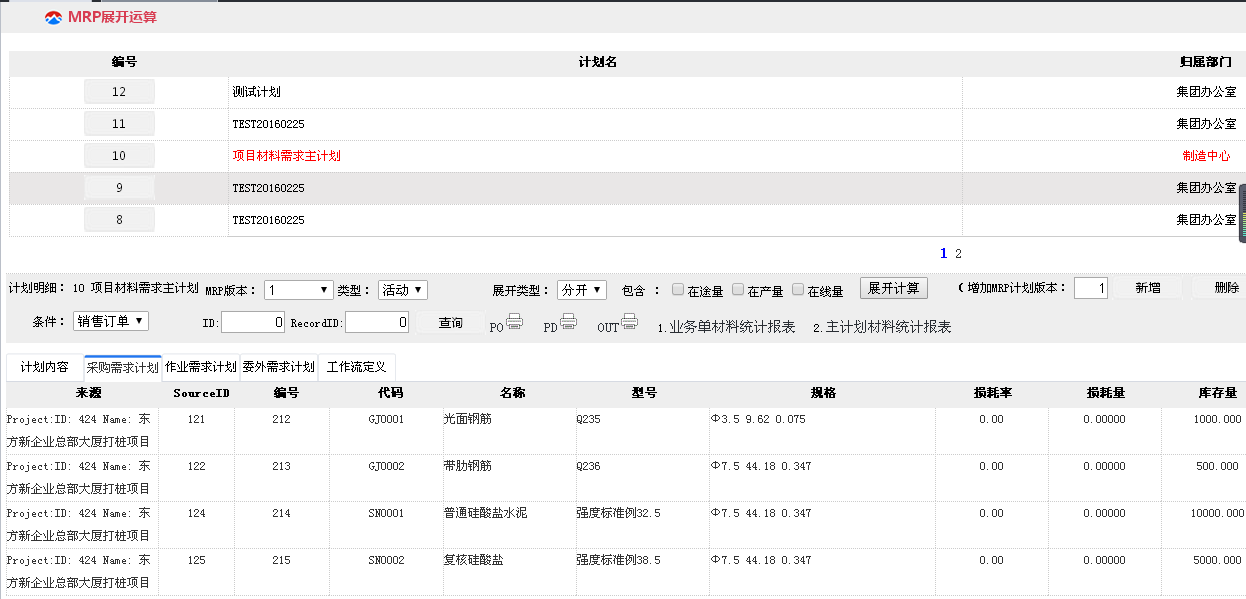 MRP展开运算
编号 计划名 归属部门
12 测试计划 集团办公室
11 TEST20160225 集团办公室
10 项目材料需求主计划 制造中心
9 TEST20160225 集团办公室
8 TEST20160225 集团办公室
1 2
计划明细： 10 项目材料需求主计划 MRP版本： 1 类型： 活动 展开类型： 分开 包含 ： 在途量 在产量 在线量 展开计算 ( 增加MRP计划版本： 1 新增 删除
条件： 销售订单 ID: 0 RecordID: 0 查询 PO PD OUT 1.业务单材料统计报表 2.主计划材料统计报表
计划内容 采购需求计划 作业需求计划 委外需求计划 工作流定义
来源 SourceID 编号 代码 名称 型号 规格 损耗率 损耗量 库存量
Project:ID: 424 Name: 东 121 212 GJ0001 光面钢筋 Q235 Φ3.5 9.62 0.075 0.00 0.00000 1000.000
方新企业总部大厦打桩项目
Project:ID: 424 Name: 东 122 213 GJ0002 带肋钢筋 Q236 Φ7.5 44.18 0.347 0.00 0.00000 500.000
方新企业总部大厦打桩项目
Project:ID: 424 Name: 东 124 214 SN0001 普通硅酸盐水泥 强度标准例32.5 Φ7.5 44.18 0.347 0.00 0.00000 10000.000
方新企业总部大厦打桩项目
Project:ID: 424 Name: 东 125 215 SN0002 复核硅酸盐 强度标准例38.5 Φ7.5 44.18 0.347 0.00 0.00000 5000.000
方新企业总部大厦打桩项目